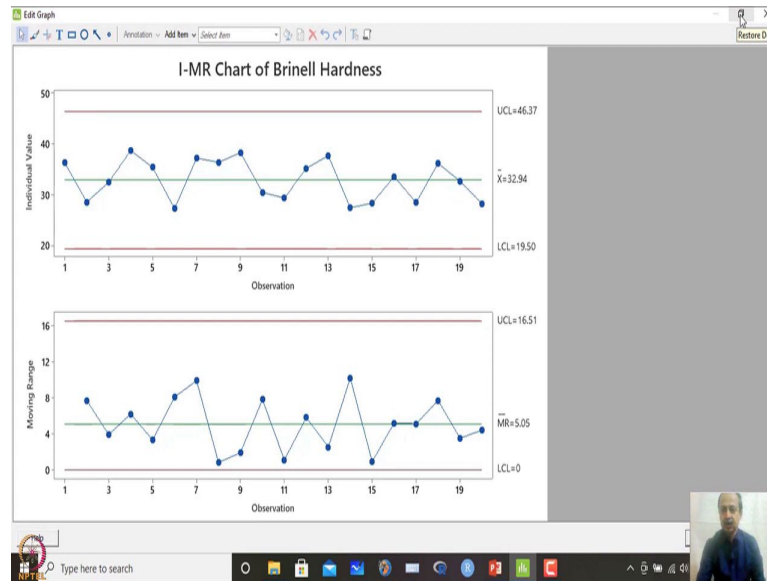 Edit Graph
T Annotation Add Item Select Item
Restore D
I-MR Chart of Brinell Hardness
50
40
30
20
Individual Value
UCL=46.37
X=32.94
LCL=19.50
1 3 5 7 9 11 13 15 17 19
Observation
16
12
8
4
0
Moving Range
UCL=16.51
MR=5.05
LCL=0
1 3 5 7 9 11 13 15 17 19
Observation
Help
NPTEL
Type here to search